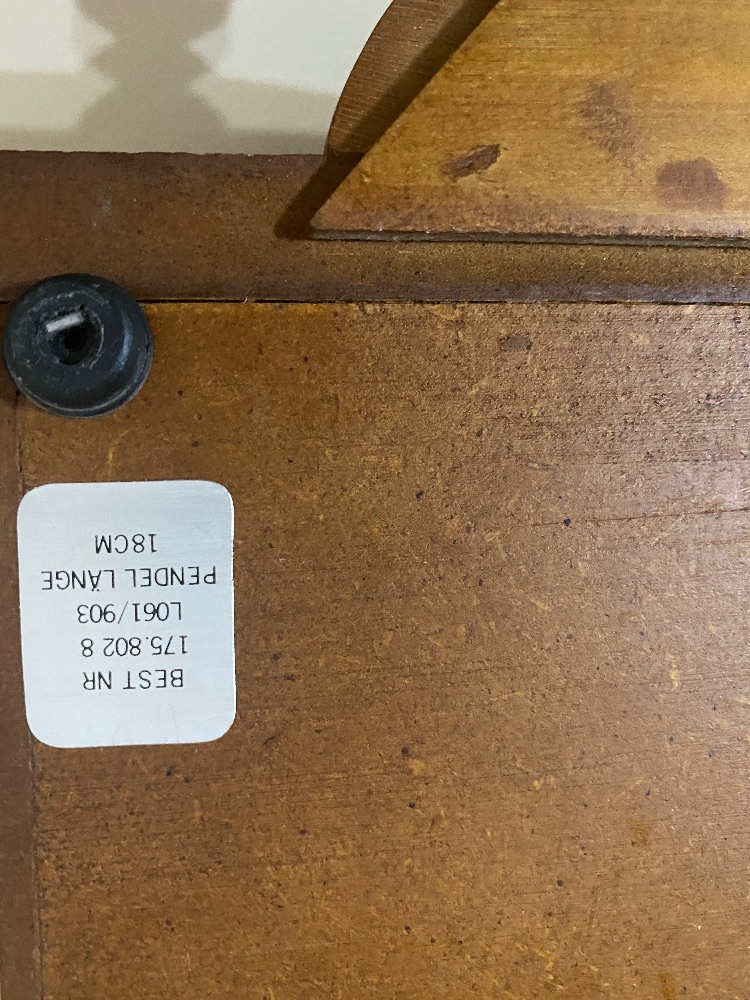 BEST NR
175.802 8
L061/903
PENDEL LÄNGE
18CM